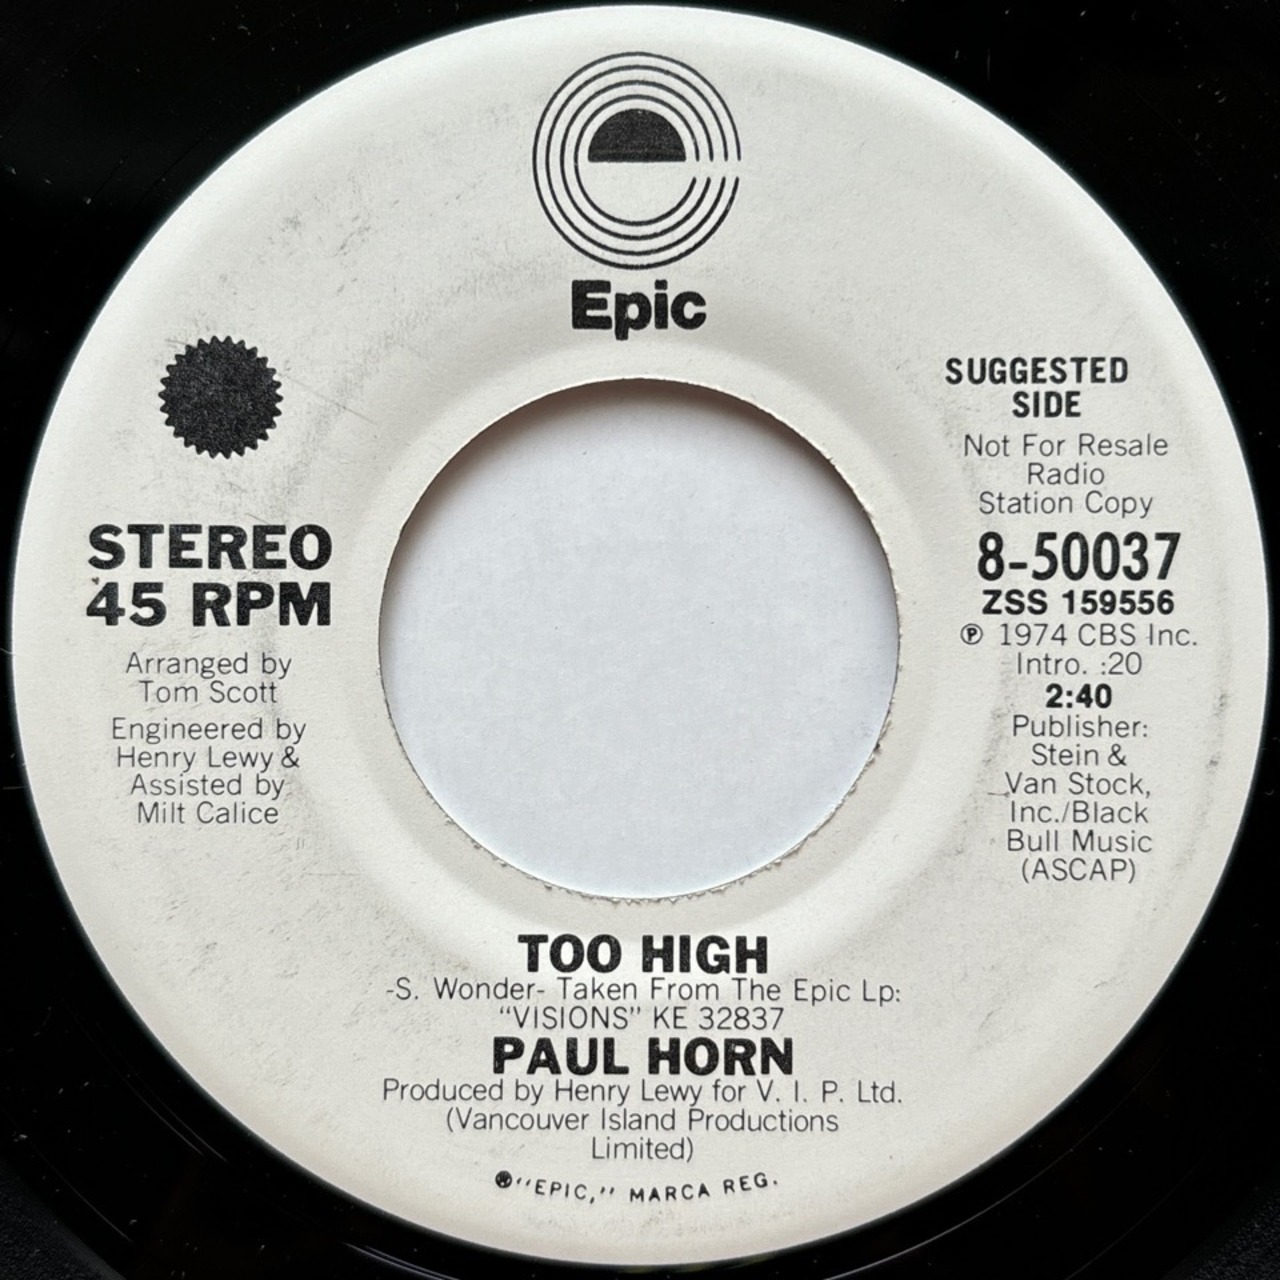 Epic
SUGGESTED
SIDE
Not For Resale
Radio
Station Copy
8-50037
ZSS 159556
℗ 1974 CBS Inc.
Intro. :20
2:40
Publisher:
Stein &
Van Stock,
Inc./Black
Bull Music
(ASCAP)
STEREO
45 RPM
Arranged by
Tom Scott
Engineered by
Henry Lewy &
Assisted by
Milt Calice
TOO HIGH
-S. Wonder- Taken From The Epic Lp:
"VISIONS" KE 32837
PAUL HORN
Produced by Henry Lewy for V. I. P. Ltd.
(Vancouver Island Productions
Limited)
"EPIC," MARCA REG.